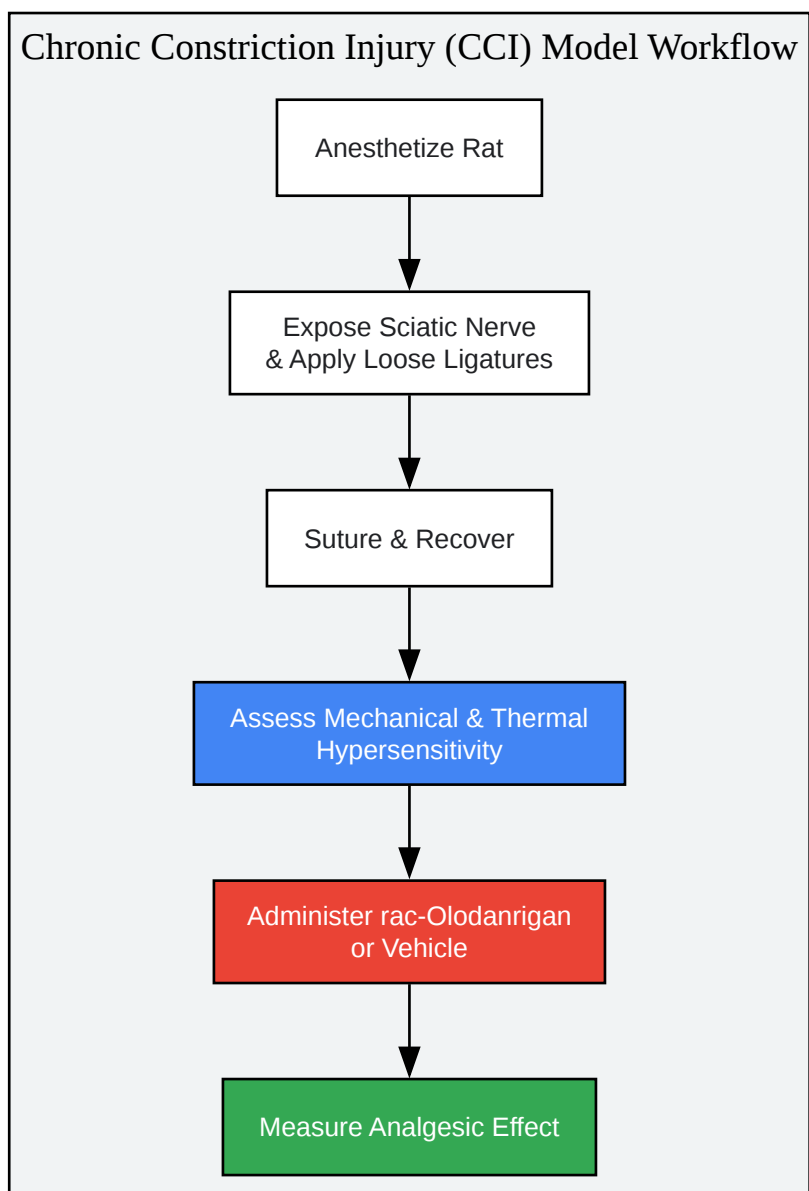 Chronic Constriction Injury (CCI) Model Workflow
Anesthetize Rat
Expose Sciatic Nerve
& Apply Loose Ligatures
Suture & Recover
Assess Mechanical & Thermal
Hypersensitivity
Administer rac-Olodanrigan
or Vehicle
Measure Analgesic Effect